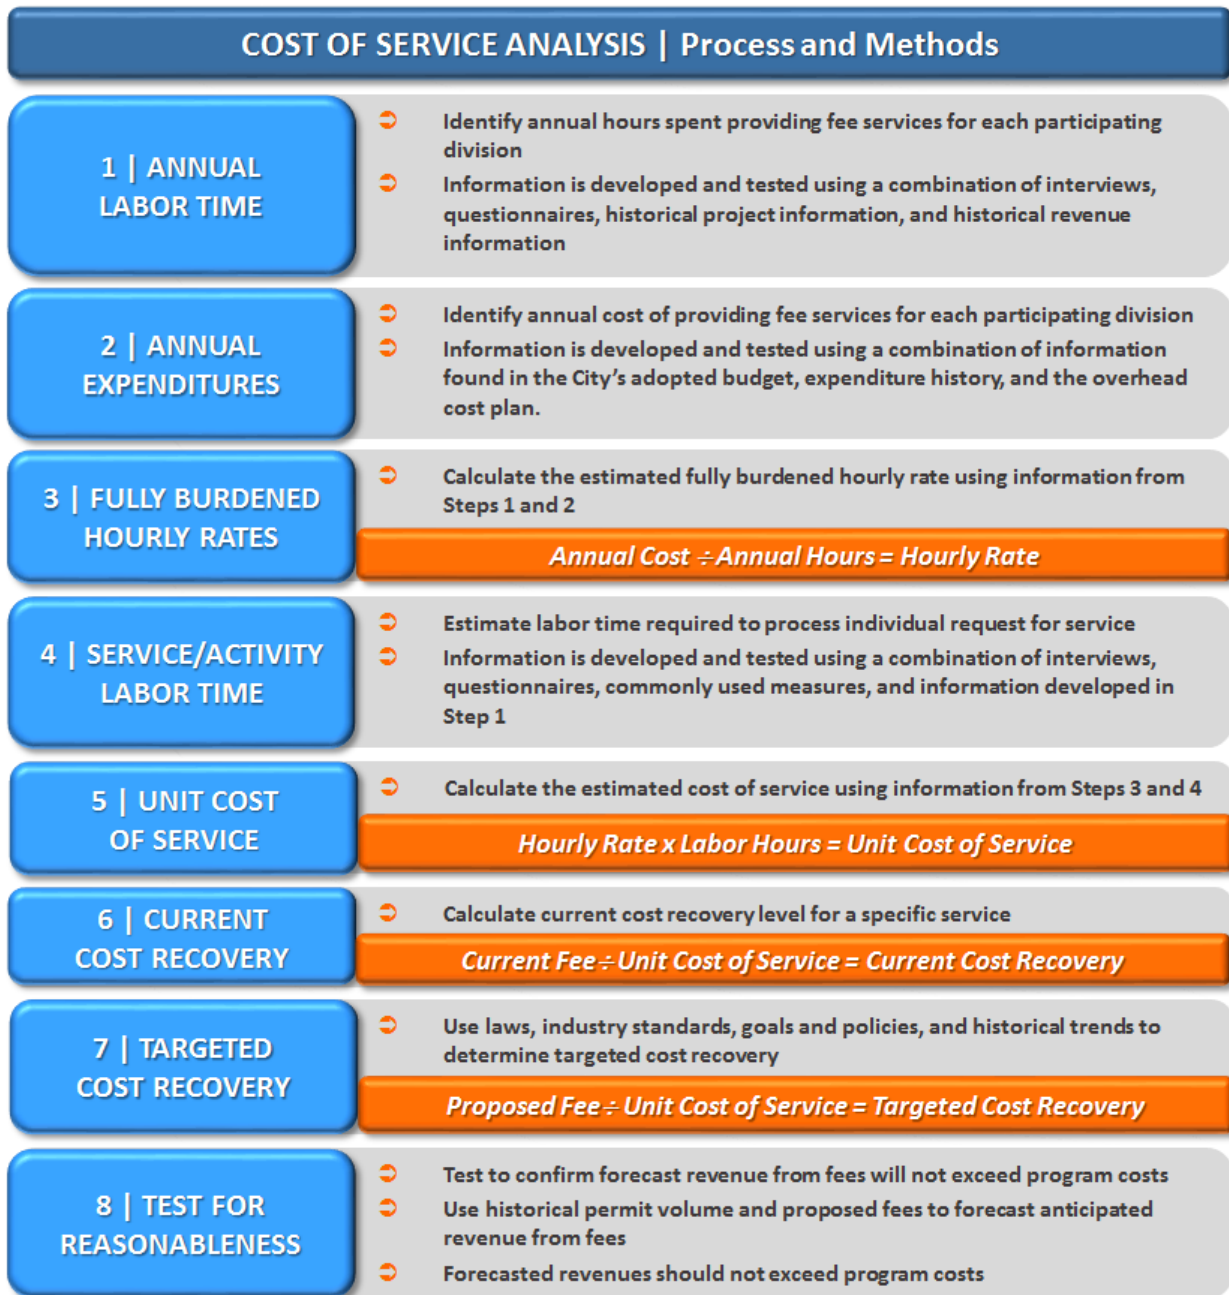 COST OF SERVICE ANALYSIS | Process and Methods
1 | ANNUAL
LABOR TIME
Identify annual hours spent providing fee services for each participating
division
Information is developed and tested using a combination of interviews,
questionnaires, historical project information, and historical revenue
information
2 | ANNUAL
EXPENDITURES
Identify annual cost of providing fee services for each participating division
Information is developed and tested using a combination of information
found in the City's adopted budget, expenditure history, and the overhead
cost plan.
3 | FULLY BURDENED
HOURLY RATES
Calculate the estimated fully burdened hourly rate using information from
Steps 1 and 2
Annual Cost ÷ Annual Hours = Hourly Rate
4 | SERVICE/ACTIVITY
LABOR TIME
Estimate labor time required to process individual request for service
Information is developed and tested using a combination of interviews,
questionnaires, commonly used measures, and information developed in
Step 1
5 | UNIT COST
OF SERVICE
Calculate the estimated cost of service using information from Steps 3 and 4
Hourly Rate x Labor Hours = Unit Cost of Service
6 | CURRENT
COST RECOVERY
Calculate current cost recovery level for a specific service
Current Fee ÷ Unit Cost of Service = Current Cost Recovery
7 | TARGETED
COST RECOVERY
Use laws, industry standards, goals and policies, and historical trends to
determine targeted cost recovery
Proposed Fee ÷ Unit Cost of Service = Targeted Cost Recovery
8 | TEST FOR
REASONABLENESS
Test to confirm forecast revenue from fees will not exceed program costs
Use historical permit volume and proposed fees to forecast anticipated
revenue from fees
Forecasted revenues should not exceed program costs